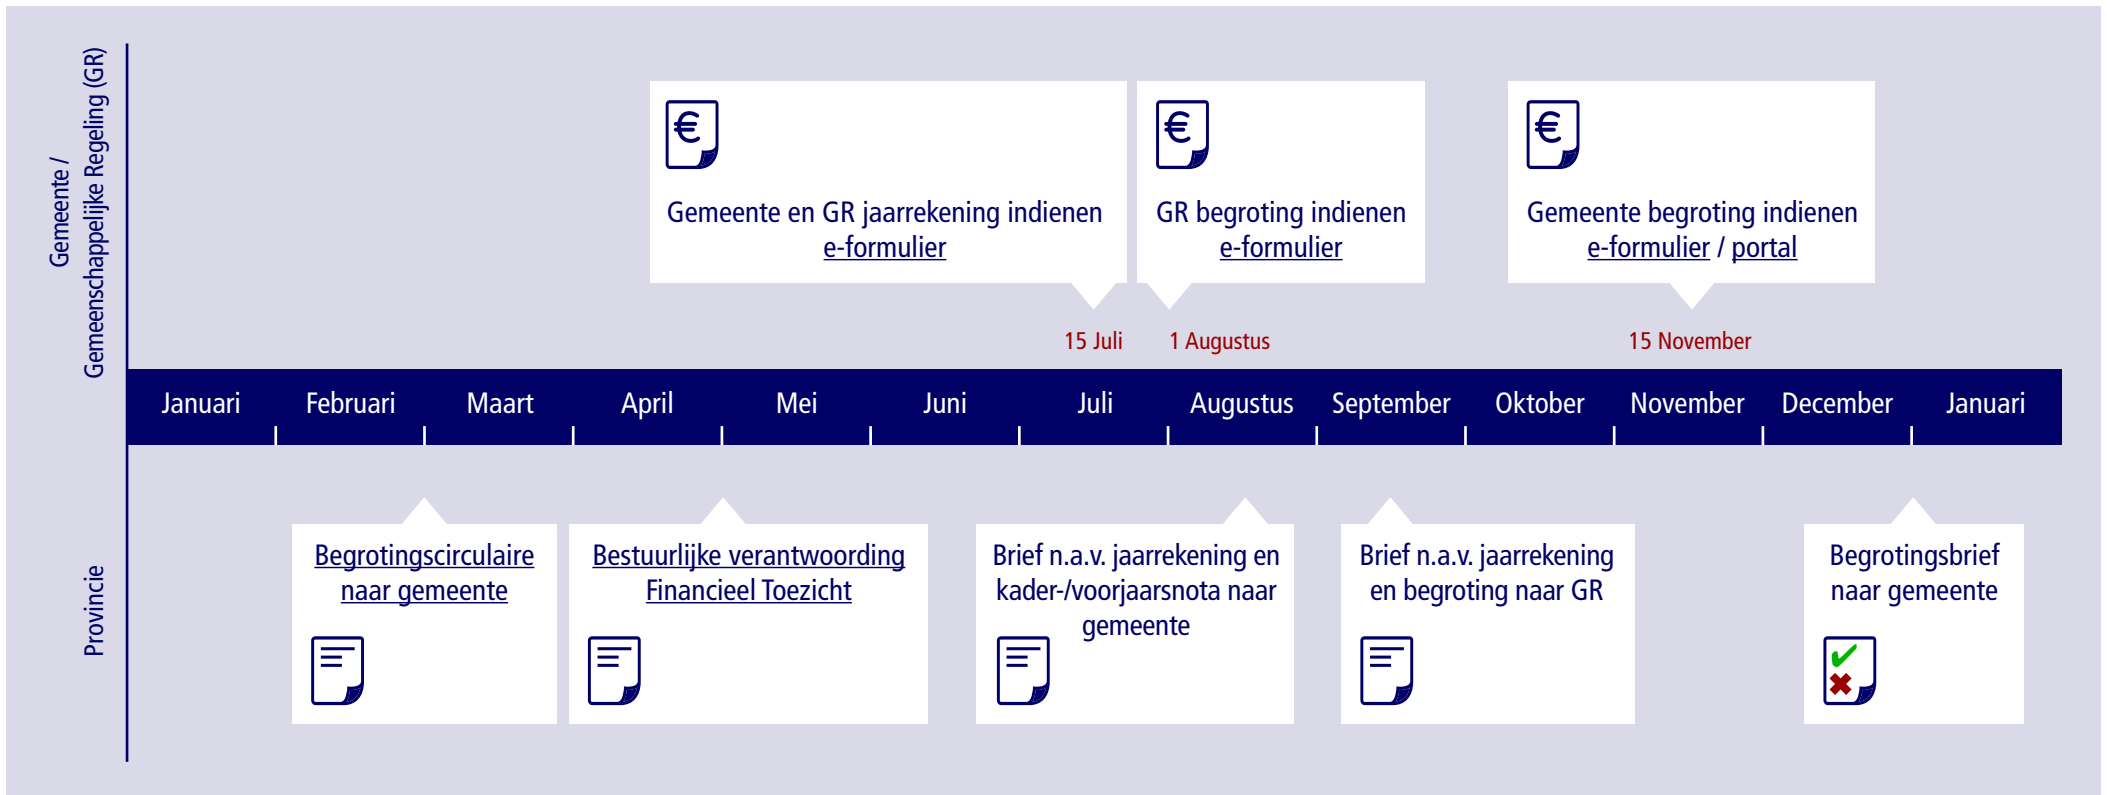 Gemeente /
Gemeenschappelijke Regeling (GR)
€
Gemeente en GR jaarrekening indienen
e-formulier
€
GR begroting indienen
e-formulier
€
Gemeente begroting indienen
e-formulier / portal
15 Juli
1 Augustus
15 November
Januari
Februari
Maart
April
Mei
Juni
Juli
Augustus
September
Oktober
November
December
Januari
Provincie
Begrotingscirculaire
naar gemeente
Bestuurlijke verantwoording
Financieel Toezicht
Brief n.a.v. jaarrekening en
kader-/voorjaarsnota naar
gemeente
Brief n.a.v. jaarrekening
en begroting naar GR
Begrotingsbrief
naar gemeente